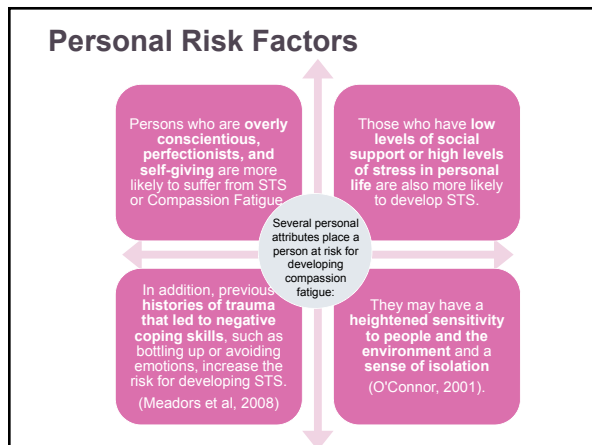 Personal Risk Factors
Persons who are overly
conscientious,
perfectionists, and
self-giving are more
likely to suffer from STS
or Compassion Fatigue.
Those who have low
levels of social
support or high levels
of stress in personal
life are also more likely
to develop STS.
Several personal
attributes place a
person at risk for
developing
compassion
fatigue:
In addition, previous
histories of trauma
that led to negative
coping skills, such as
bottling up or avoiding
emotions, increase the
risk for developing STS.
(Meadors et al, 2008)
They may have a
heightened sensitivity
to people and the
environment and a
sense of isolation
(O'Connor, 2001).